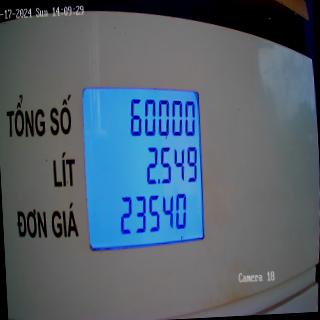 -17-2024 Sun 14:09:29
TỔNG SỐ 60000
LÍT 2.549
ĐƠN GIÁ 23540
Camera 18